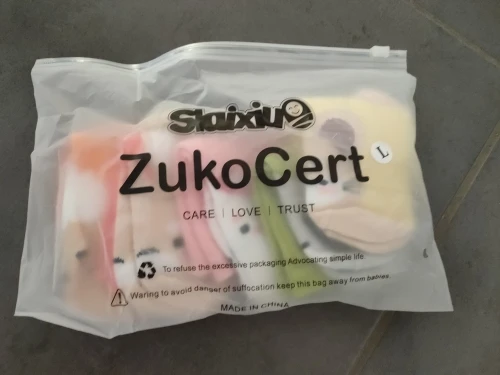 Staixiuo
ZukoCert
L
CARE | LOVE | TRUST
To refuse the excessive packaging Advocating simple life
Waring to avoid danger of suffocation keep this bag away from babies
MADE IN CHINA